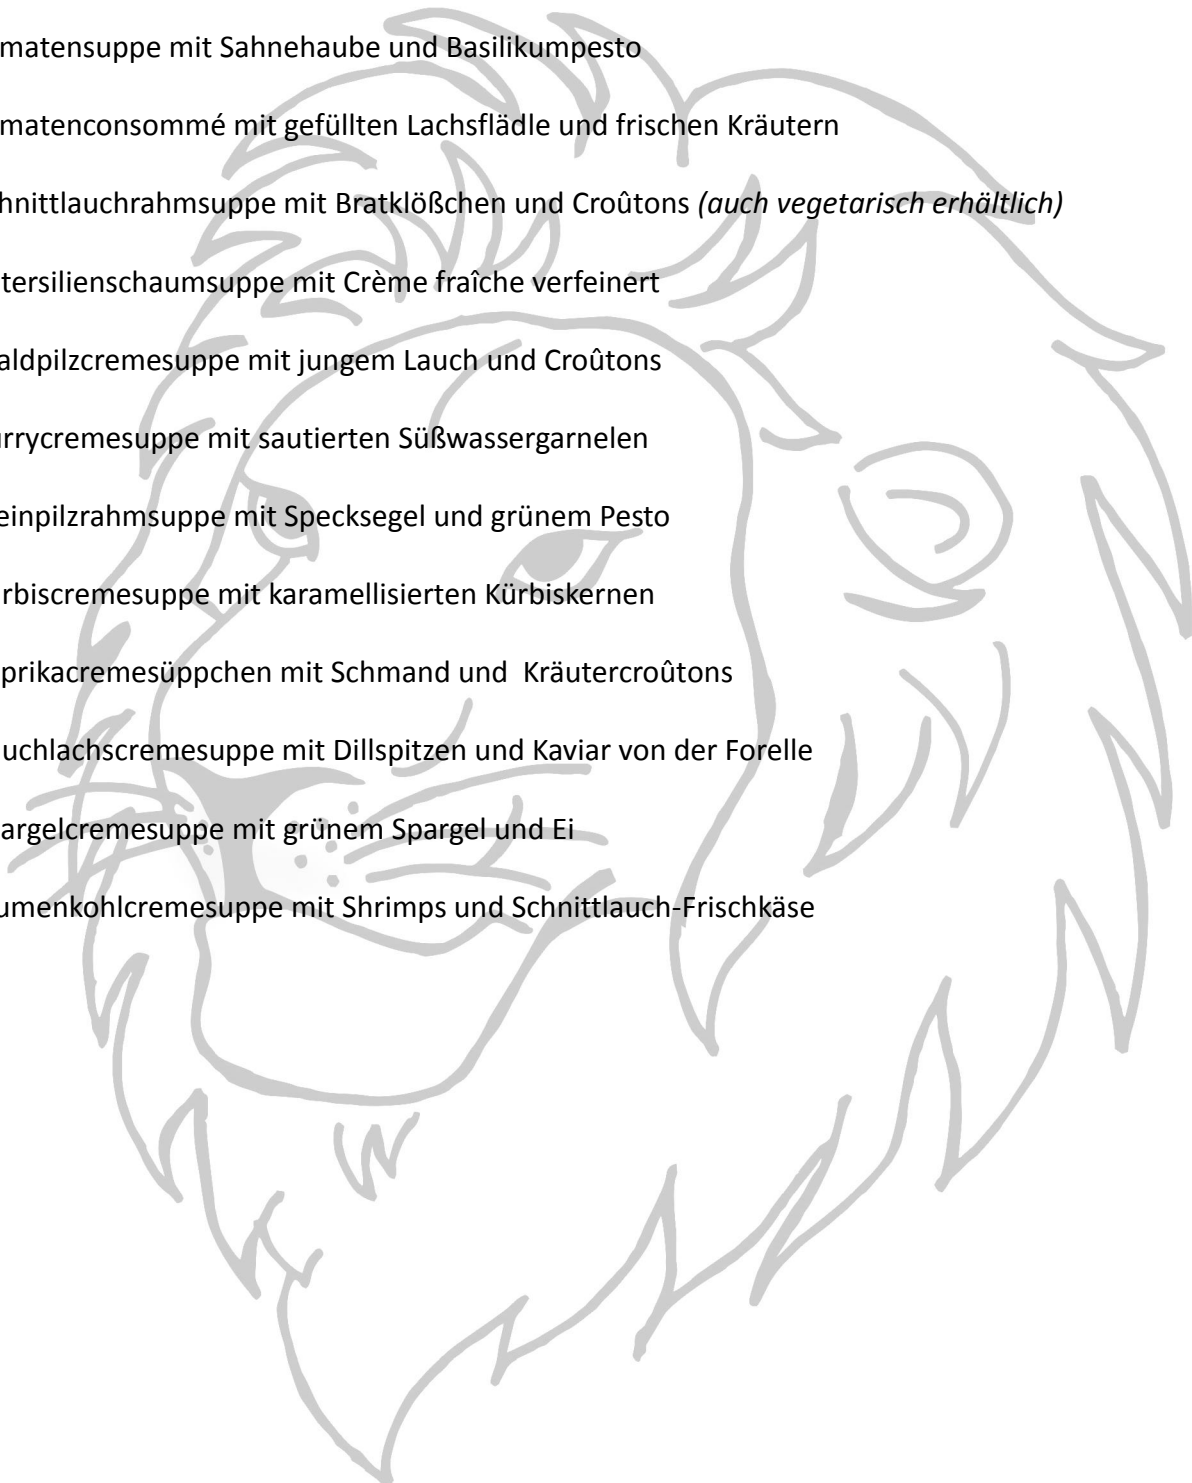 matensuppe mit Sahnehaube und Basilikumpesto
matenconsommé mit gefüllten Lachsflädle und frischen Kräutern
hnittlauchrahmsuppe mit Bratklößchen und Croûtons (auch vegetarisch erhältlich)
tersilienschaumsuppe mit Crème fraîche verfeinert
aldpilzcremesuppe mit jungem Lauch und Croûtons
urrycremesuppe mit sautierten Süßwassergarnelen
einpilzrahmsuppe mit Specksegel und grünem Pesto
rbiscremesuppe mit karamellisierten Kürbiskernen
prikacremesüppchen mit Schmand und  Kräutercroûtons
uchlachscremesuppe mit Dillspitzen und Kaviar von der Forelle
argelcremesuppe mit grünem Spargel und Ei
umenkohlcremesuppe mit Shrimps und Schnittlauch-Frischkäse